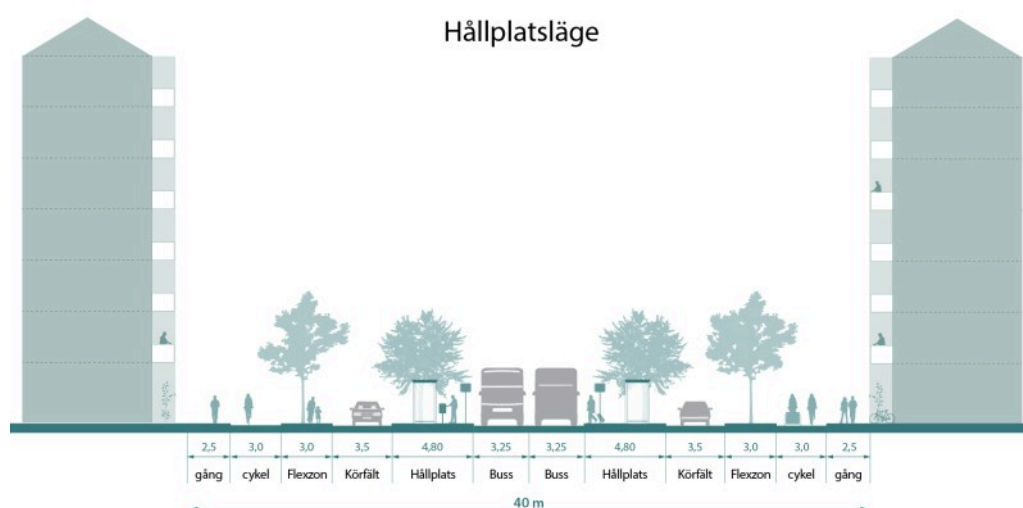 Hållplatsläge
2,5 3,0 3,0 3,5 4,80 3,25 3,25 4,80 3,5 3,0 3,0 2,5
gång cykel Flexzon Körfält Hållplats Buss Buss Hållplats Körfält Flexzon cykel gång
40 m